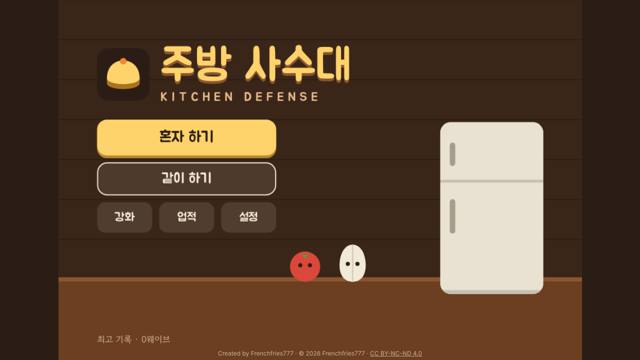 주방 사수대
KITCHEN DEFENSE
혼자 하기
같이 하기
강화 업적 설정
최고 기록 · 0웨이브
Created by Frenchfries777 · © 2026 Frenchfries777 · CC BY-NC-ND 4.0